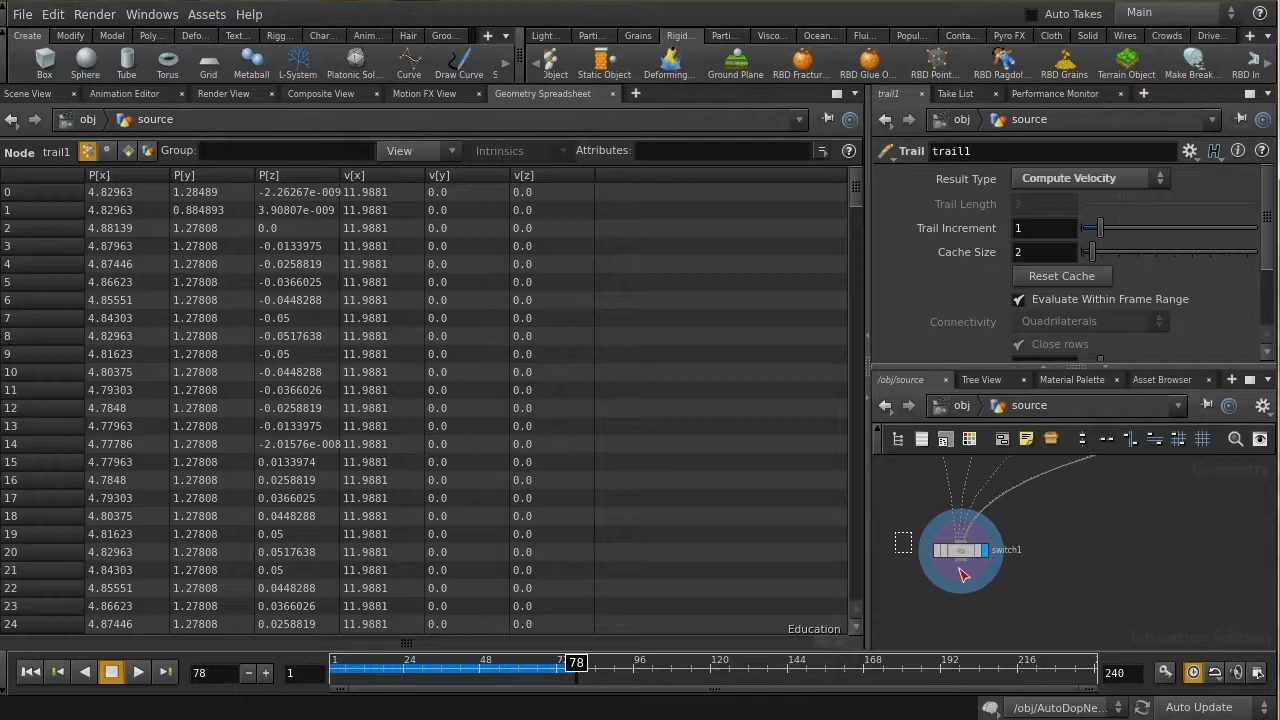 File Edit Render Windows Assets Help Auto Takes Main
Create Modify Model Poly... Defo... Text... Rigg... Char... Anim... Hair Groo... Light... Parti... Grains Rigid... Parti... Visco... Ocean... Flui... Popul... Conta... Pyro FX Cloth Solid Wires Crowds Drive...
Box Sphere Tube Torus Grid Metaball L-System Platonic Sol... Curve Draw Curve S Object Static Object Deforming... Ground Plane RBD Fractur... RBD Glue O... RBD Point... RBD Ragdol... RBD Grains Terrain Object Make Break... RBD In
Scene View Animation Editor Render View Composite View Motion FX View Geometry Spreadsheet trail1 Take List Performance Monitor
obj source obj source
Node trail1 Group: View Intrinsics Attributes: Trail trail1
P[x] P[y] P[z] v[x] v[y] v[z]
0 4.82963 1.28489 -2.26267e-009 11.9881 0.0 0.0
1 4.82963 0.884893 3.90807e-009 11.9881 0.0 0.0
2 4.88139 1.27808 0.0 11.9881 0.0 0.0
3 4.87963 1.27808 -0.0133975 11.9881 0.0 0.0
4 4.87446 1.27808 -0.0258819 11.9881 0.0 0.0
5 4.86623 1.27808 -0.0366025 11.9881 0.0 0.0
6 4.85551 1.27808 -0.0448288 11.9881 0.0 0.0
7 4.84303 1.27808 -0.05 11.9881 0.0 0.0
8 4.82963 1.27808 -0.0517638 11.9881 0.0 0.0
9 4.81623 1.27808 -0.05 11.9881 0.0 0.0
10 4.80375 1.27808 -0.0448288 11.9881 0.0 0.0
11 4.79303 1.27808 -0.0366026 11.9881 0.0 0.0
12 4.7848 1.27808 -0.0258819 11.9881 0.0 0.0
13 4.77963 1.27808 -0.0133975 11.9881 0.0 0.0
14 4.77786 1.27808 -2.01576e-008 11.9881 0.0 0.0
15 4.77963 1.27808 0.0133974 11.9881 0.0 0.0
16 4.7848 1.27808 0.0258819 11.9881 0.0 0.0
17 4.79303 1.27808 0.0366025 11.9881 0.0 0.0
18 4.80375 1.27808 0.0448288 11.9881 0.0 0.0
19 4.81623 1.27808 0.05 11.9881 0.0 0.0
20 4.82963 1.27808 0.0517638 11.9881 0.0 0.0
21 4.84303 1.27808 0.05 11.9881 0.0 0.0
22 4.85551 1.27808 0.0448288 11.9881 0.0 0.0
23 4.86623 1.27808 0.0366026 11.9881 0.0 0.0
24 4.87446 1.27808 0.0258819 11.9881 0.0 0.0
Education
Result Type Compute Velocity
Trail Length 2
Trail Increment 1
Cache Size 2
Reset Cache
Evaluate Within Frame Range
Connectivity Quadrilaterals
Close rows
/obj/source Tree View Material Palette Asset Browser
obj source
switch1
78 1 1 24 48 78 96 120 144 168 192 216 240
/obj/AutoDopNe... Auto Update